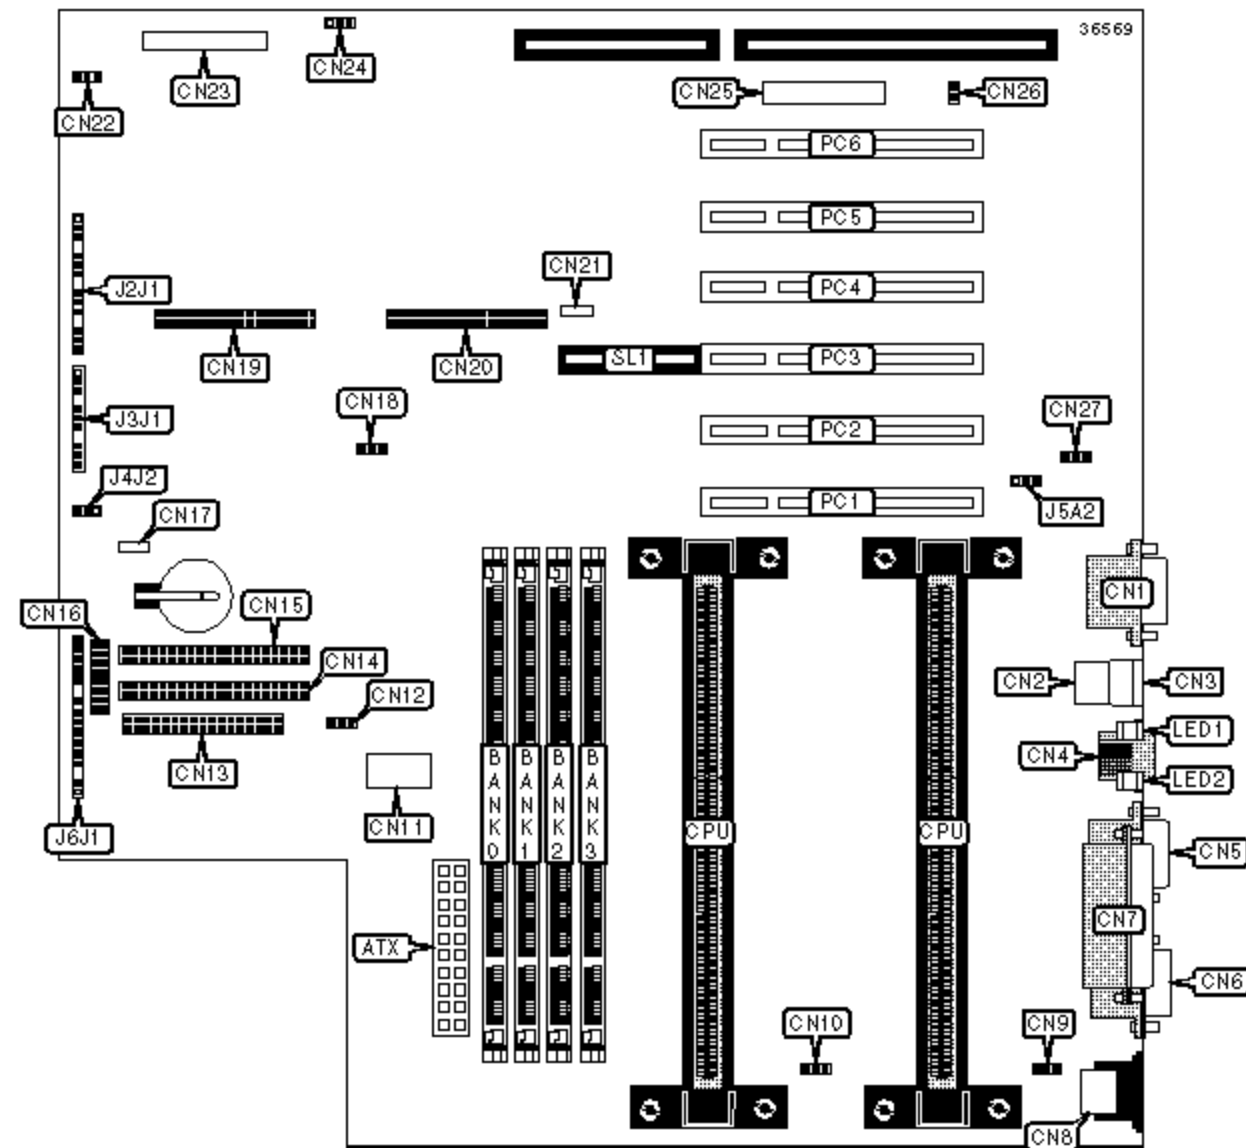 36569
CN24
CN23
CN25
CN26
CN22
PC6
PC5
CN21
J2J1
PC4
CN19
CN20
SL1
PC3
CN18
CN27
J3J1
PC2
J4J2
CN17
PC1
J5A2
CN16
CN15
CN1
CN14
CN12
CN2
CN3
LED1
CN4
CN13
LED2
J6J1
CN11
BANK0
BANK1
BANK2
BANK3
CPU
CPU
CN5
CN7
ATX
CN6
CN10
CN9
CN8